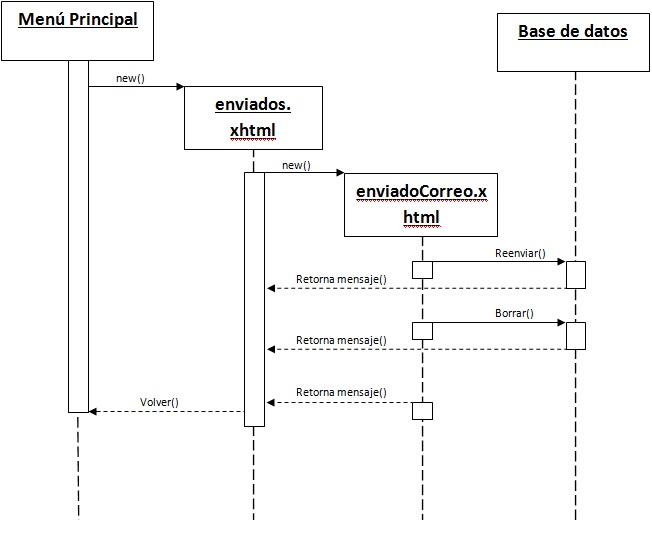 Menú Principal
Base de datos
new()
enviados.
xhtml
new()
enviadoCorreo.x
html
Reenviar()
Retorna mensaje()
Borrar()
Retorna mensaje()
Retorna mensaje()
Volver()